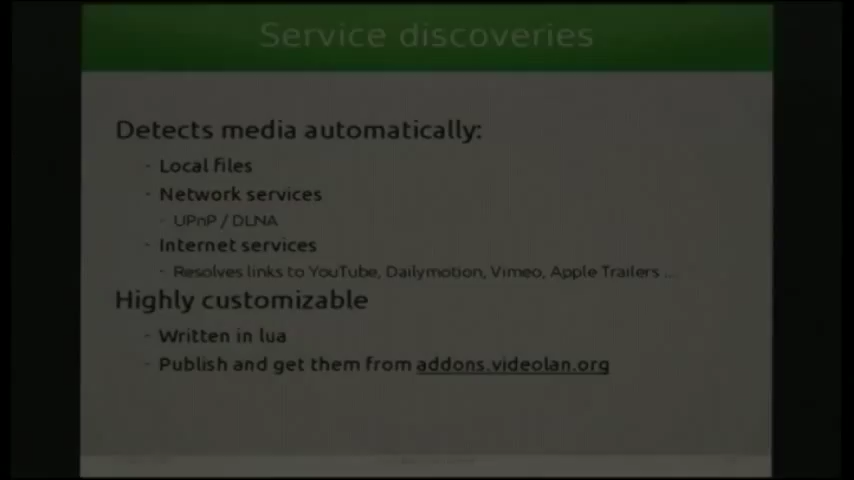 Service discoveries
Detects media automatically:
- Local files
- Network services
- UPnP / DLNA
- Internet services
- Resolves links to YouTube, Dailymotion, Vimeo, Apple Trailers ...
Highly customizable
- Written in lua
- Publish and get them from addons.videolan.org